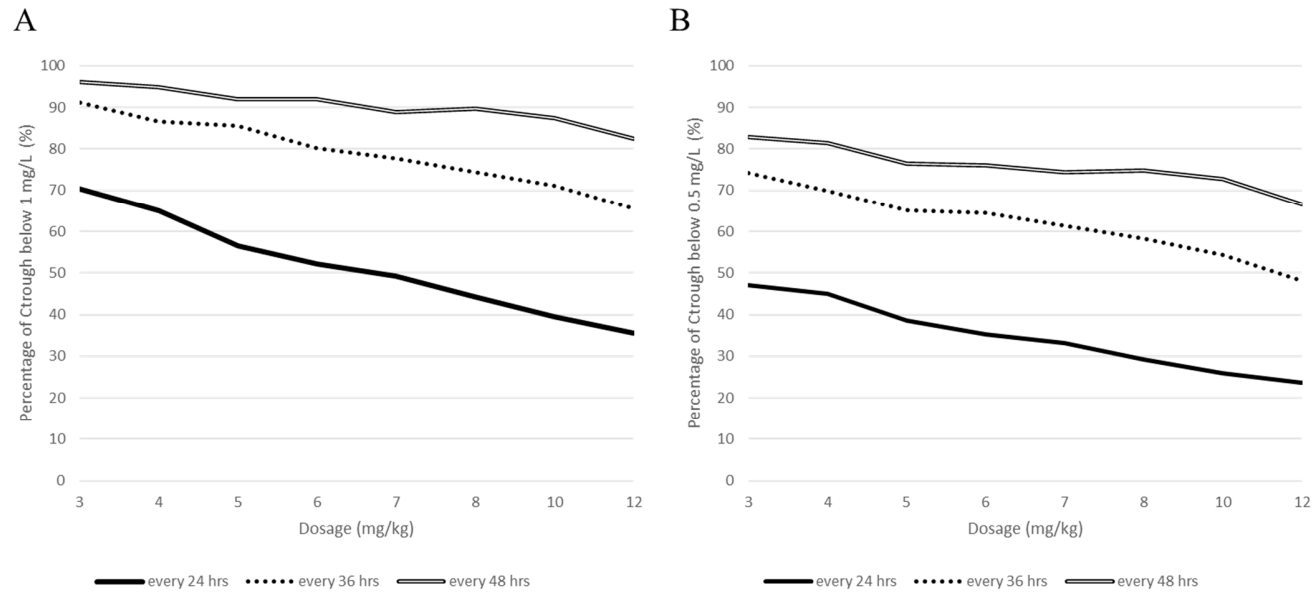 A
Percentage of Ctrough below 1 mg/L (%)
100
90
80
70
60
50
40
30
20
10
0
3 4 5 6 7 8 10 12
Dosage (mg/kg)
every 24 hrs every 36 hrs every 48 hrs
B
Percentage of Ctrough below 0.5 mg/L (%)
100
90
80
70
60
50
40
30
20
10
0
3 4 5 6 7 8 10 12
Dosage (mg/kg)
every 24 hrs every 36 hrs every 48 hrs